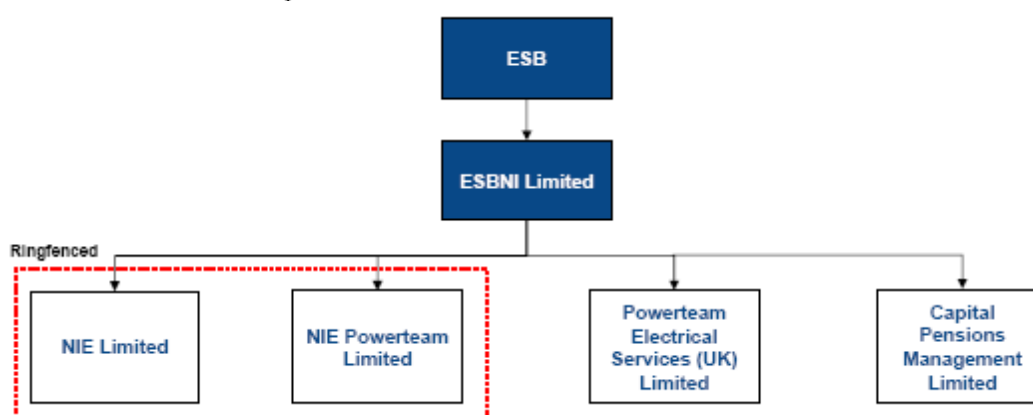 ESB
ESBNI Limited
Ringfenced
NIE Limited
NIE Powerteam
Limited
Powerteam
Electrical
Services (UK)
Limited
Capital
Pensions
Management
Limited